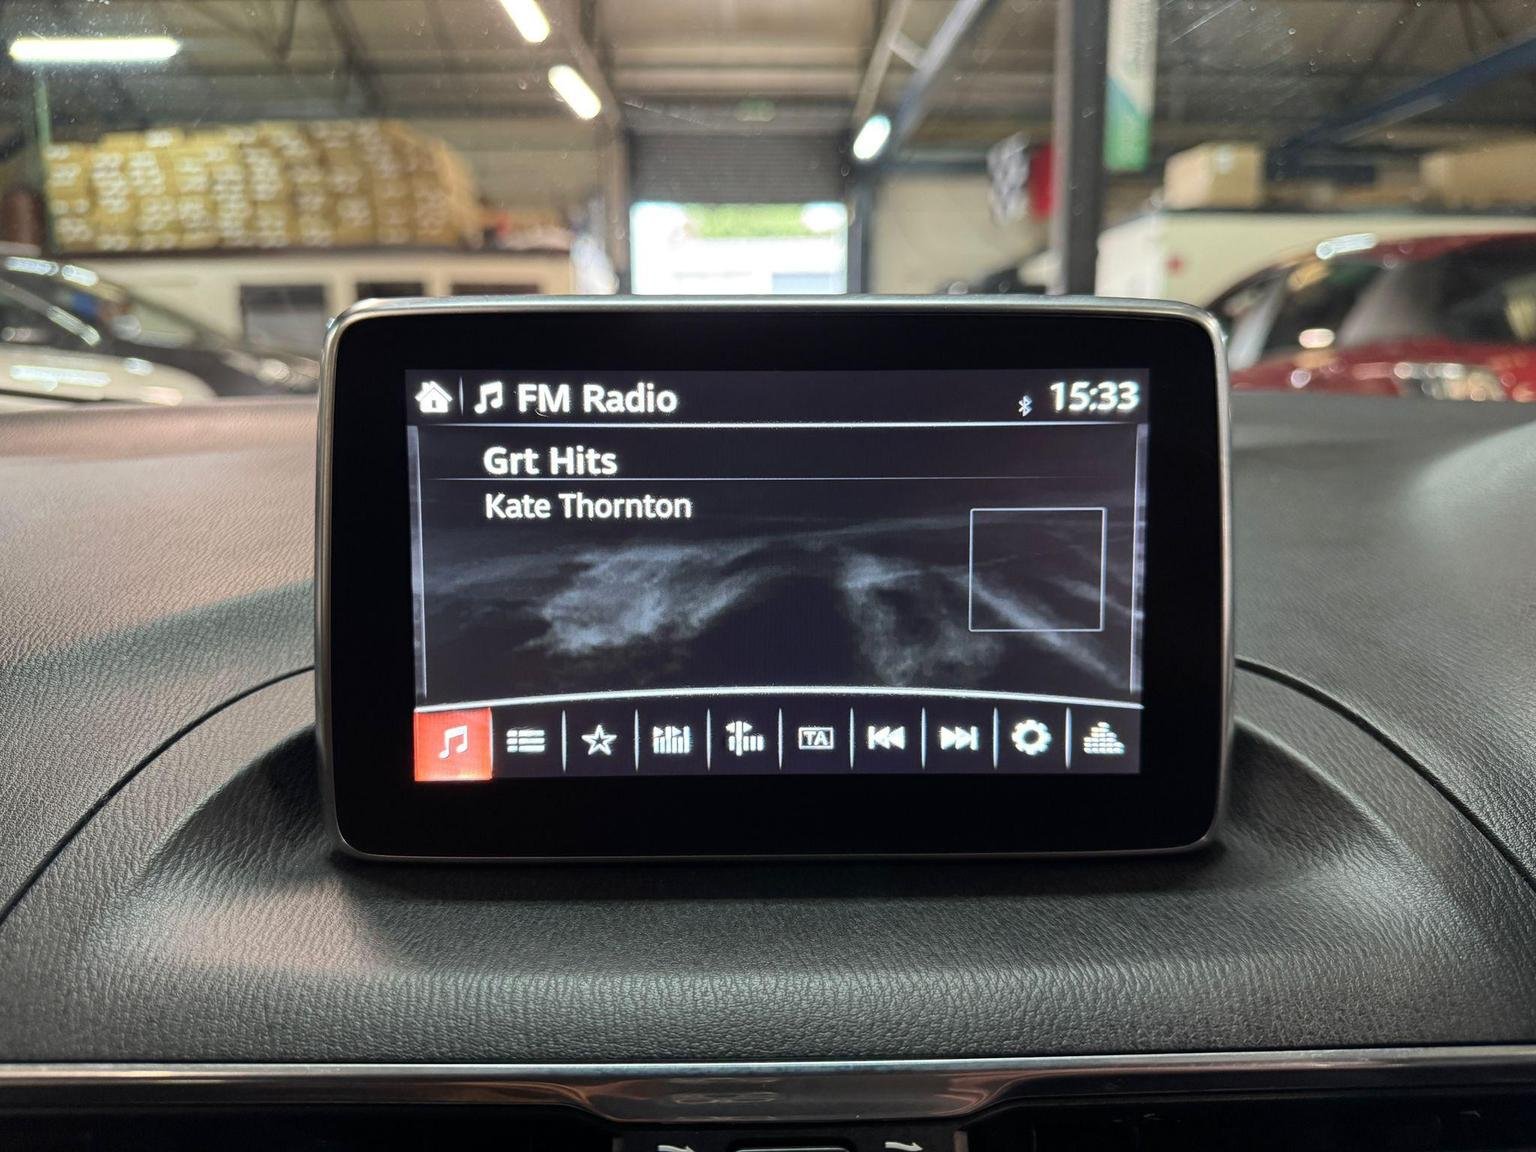 FM Radio 15:33
Grt Hits
Kate Thornton
TA